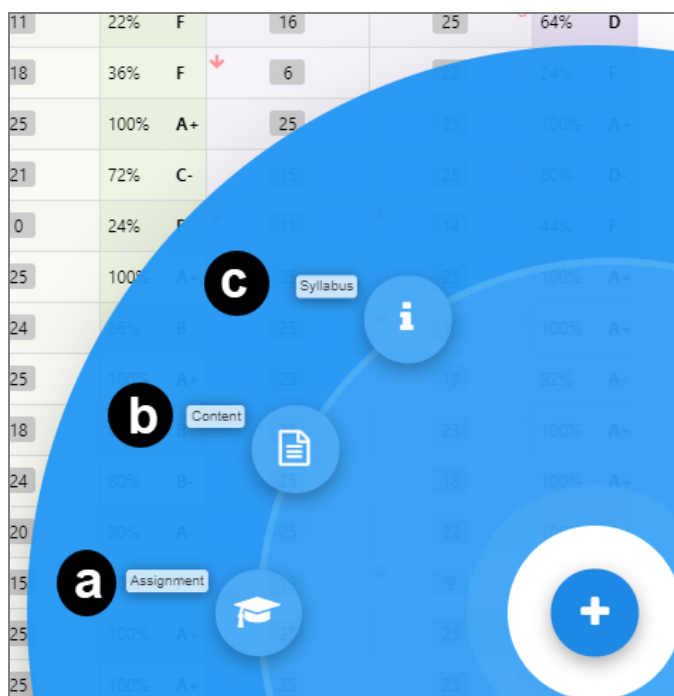 11 22% F 16 25 64% D
18 36% F 6 22 24% F
25 100% A+ 25 25 100% A+
21 72% C- 15 25 60% D-
0 24% F 11 14 44% F
25 100% A+ 25 100% A+
c Syllabus
24 86% B 25 100% A+
25 100% A+ 23 19 92% A-
b Content
18 23 100% A+
24 80% B- 25 18 100% A+
20 90% A- 25 22
a Assignment
15 9
25 100% A+ 25 25
25 100% A+ 25 25